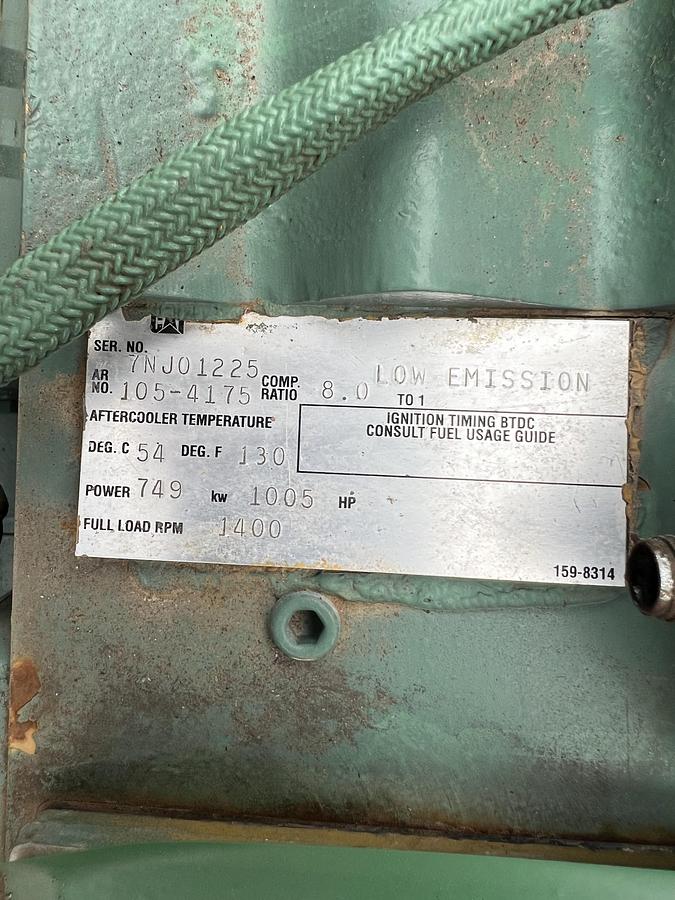 CAT
SER. NO. 7NJ01225
AR NO. 105-4175 COMP. RATIO 8.0 TO 1 LOW EMISSION
AFTERCOOLER TEMPERATURE
DEG. C 54 DEG. F 130
IGNITION TIMING BTDC
CONSULT FUEL USAGE GUIDE
POWER 749 kw 1005 HP
FULL LOAD RPM 1400
159-8314